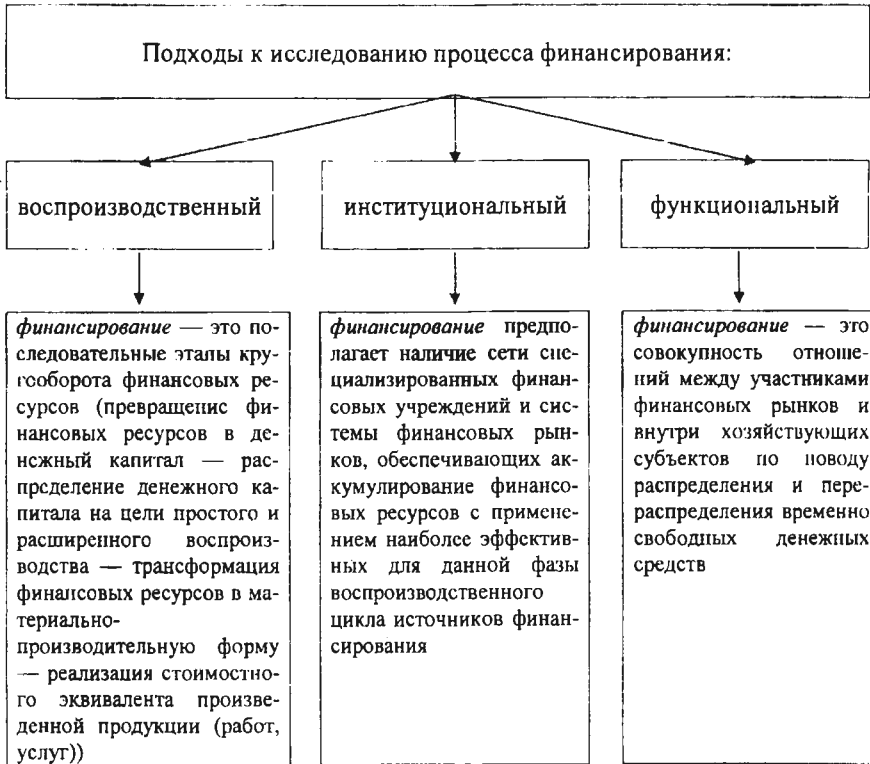 Подходы к исследованию процесса финансирования:
воспроизводственный
институциональный
функциональный
финансирование — это по-
следовательные этапы кру-
гооборота финансовых ре-
сурсов (превращение фи-
нансовых ресурсов в де-
нежный капитал — рас-
пределение денежного ка-
питала на цели простого и
расширенного воспроиз-
водства — трансформация
финансовых ресурсов в ма-
териально-
производительную форму
— реализация стоимостно-
го эквивалента произве-
денной продукции (работ,
услуг))
финансирование предпо-
лагает наличие сети спе-
циализированных финан-
совых учреждений и сис-
темы финансовых рын-
ков, обеспечивающих ак-
кумулирование финансо-
вых ресурсов с примене-
нием наиболее эффектив-
ных для данной фазы
воспроизводственного
цикла источников финан-
сирования
финансирование — это
совокупность отноше-
ний между участниками
финансовых рынков и
внутри хозяйствующих
субъектов по поводу
распределения и пере-
распределения временно
свободных денежных
средств